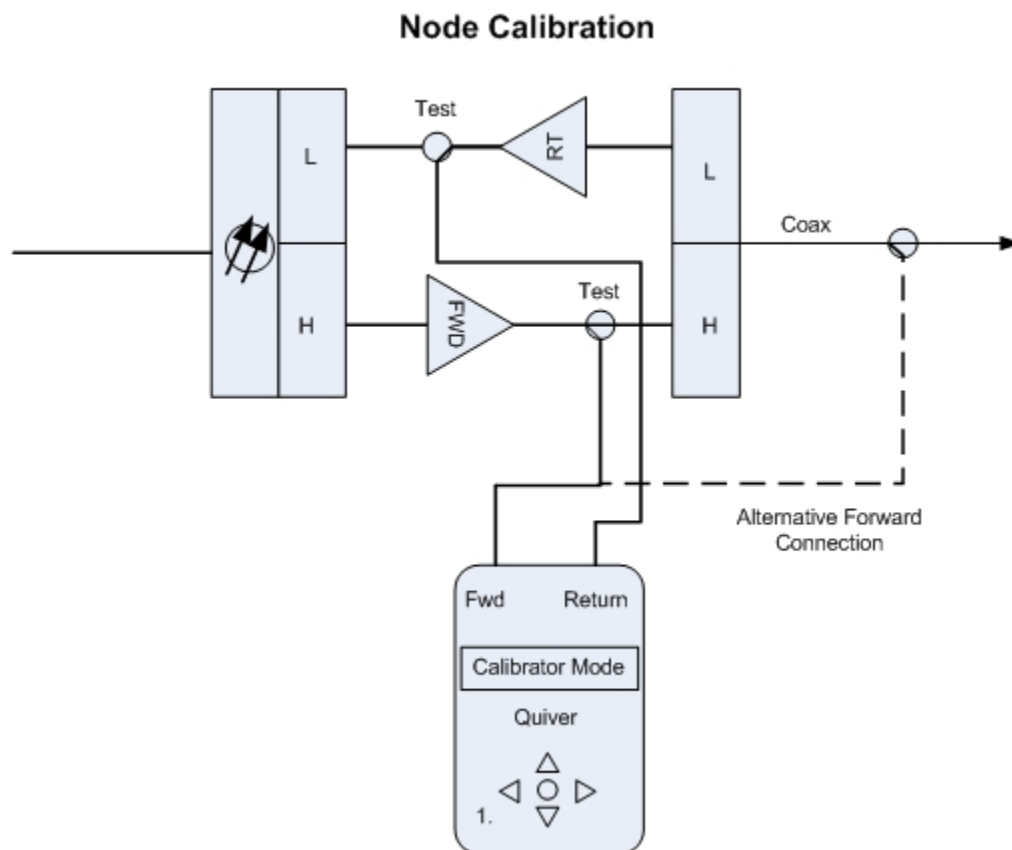 Node Calibration
Test
L
RT
L
Coax
Test
H
FWD
H
Alternative Forward
Connection
Fwd
Return
Calibrator Mode
Quiver
1.